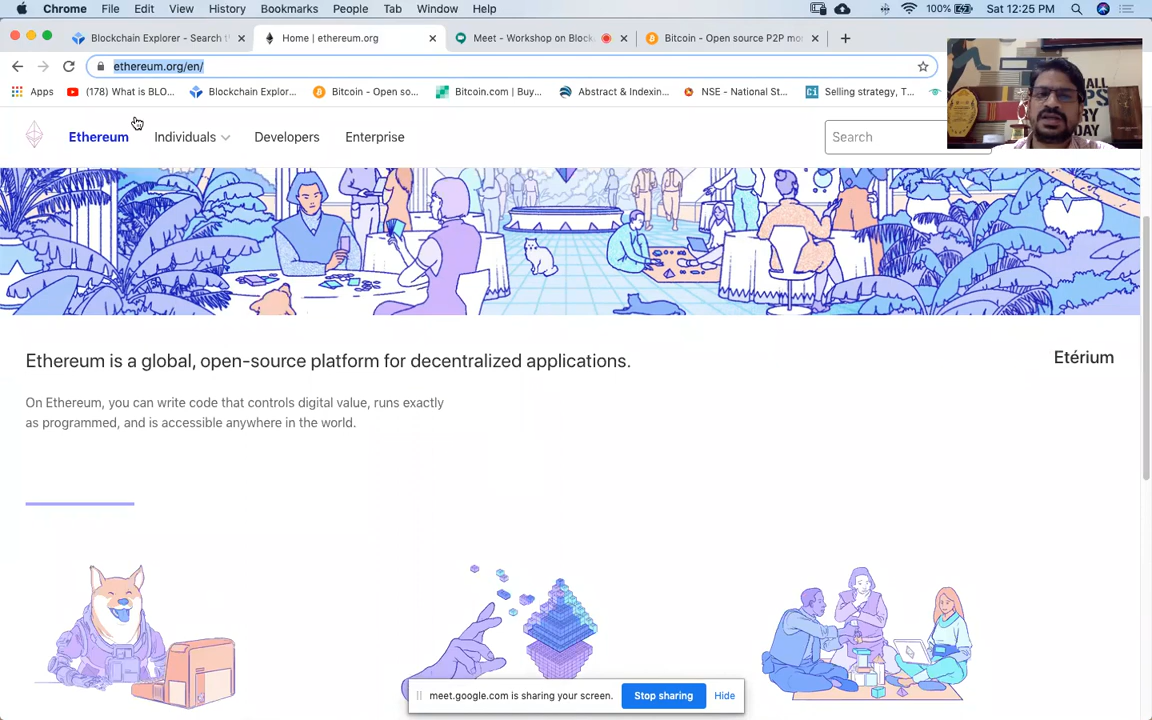 Chrome File Edit View History Bookmarks People Tab Window Help 100% Sat 12:25 PM
Blockchain Explorer - Search t Home | ethereum.org Meet - Workshop on Block Bitcoin - Open source P2P mo
ethereum.org/en/
Apps (178) What is BLO... Blockchain Explor... Bitcoin - Open so... Bitcoin.com | Buy... Abstract & Indexin... NSE - National St... Selling strategy, T...
Ethereum Individuals Developers Enterprise Search
Ethereum is a global, open-source platform for decentralized applications.
Etérium
On Ethereum, you can write code that controls digital value, runs exactly
as programmed, and is accessible anywhere in the world.
meet.google.com is sharing your screen. Stop sharing Hide